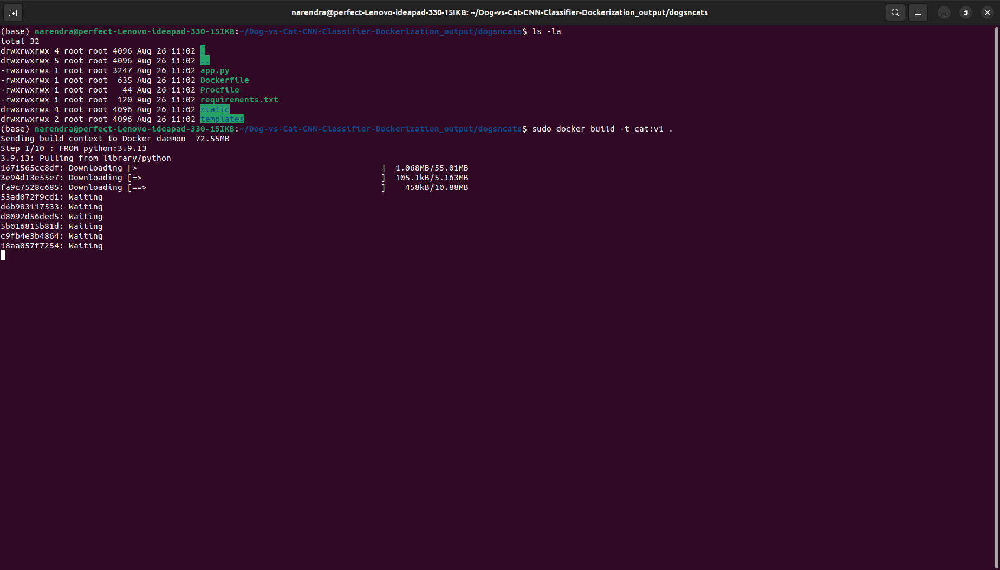 narendra@perfect-Lenovo-ideapad-330-15IKB: ~/Dog-vs-Cat-CNN-Classifier-Dockerization_output/dogsncats
(base) narendra@perfect-Lenovo-ideapad-330-15IKB:~/Dog-vs-Cat-CNN-Classifier-Dockerization_output/dogsncats$ ls -la
total 32
drwxrwxrwx 4 root root 4096 Aug 26 11:02 .
drwxrwxrwx 5 root root 4096 Aug 26 11:02 ..
-rwxrwxrwx 1 root root 3247 Aug 26 11:02 app.py
-rwxrwxrwx 1 root root  635 Aug 26 11:02 Dockerfile
-rwxrwxrwx 1 root root   44 Aug 26 11:02 Procfile
-rwxrwxrwx 1 root root  120 Aug 26 11:02 requirements.txt
drwxrwxrwx 4 root root 4096 Aug 26 11:02 static
drwxrwxrwx 2 root root 4096 Aug 26 11:02 templates
(base) narendra@perfect-Lenovo-ideapad-330-15IKB:~/Dog-vs-Cat-CNN-Classifier-Dockerization_output/dogsncats$ sudo docker build -t cat:v1 .
Sending build context to Docker daemon  72.55MB
Step 1/10 : FROM python:3.9.13
3.9.13: Pulling from library/python
1671565cc8df: Downloading [>                                                  ]  1.068MB/55.01MB
3e94d13e55e7: Downloading [=>                                                 ]  105.1kB/5.163MB
fa9c7528c685: Downloading [==>                                                ]    458kB/10.88MB
53ad072f9cd1: Waiting
d6b983117533: Waiting
d8092d56ded5: Waiting
5b016815b81d: Waiting
c9fb4e3b4864: Waiting
18aa057f7254: Waiting